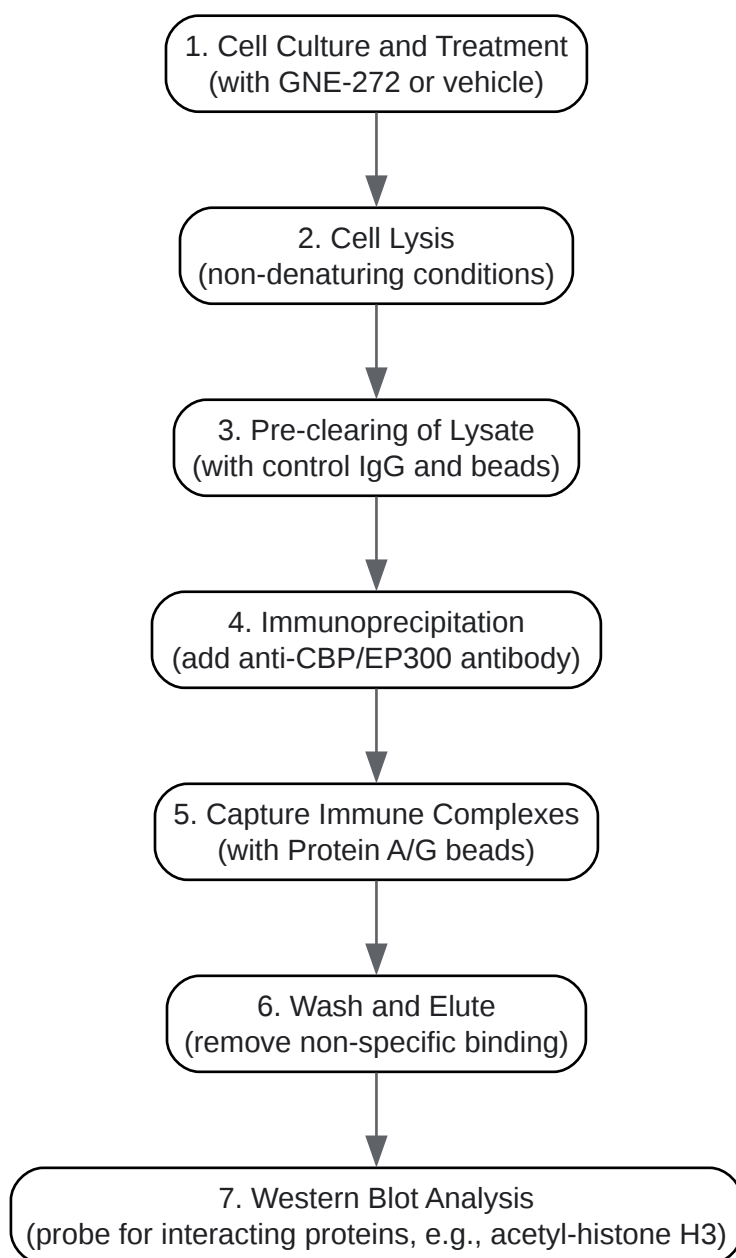 1. Cell Culture and Treatment
(with GNE-272 or vehicle)
2. Cell Lysis
(non-denaturing conditions)
3. Pre-clearing of Lysate
(with control IgG and beads)
4. Immunoprecipitation
(add anti-CBP/EP300 antibody)
5. Capture Immune Complexes
(with Protein A/G beads)
6. Wash and Elute
(remove non-specific binding)
7. Western Blot Analysis
(probe for interacting proteins, e.g., acetyl-histone H3)